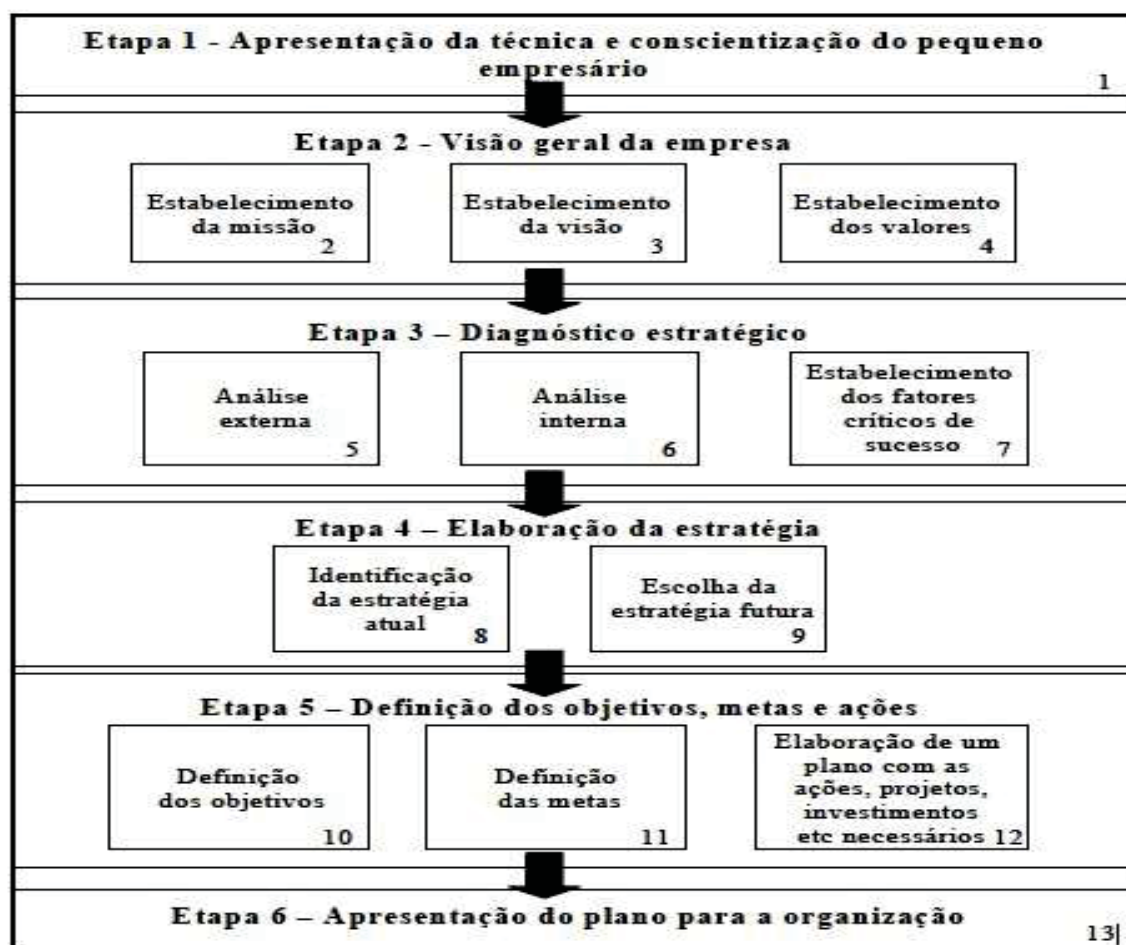 Etapa 1 - Apresentação da técnica e conscientização do pequeno
empresário
1
Etapa 2 - Visão geral da empresa
Estabelecimento
da missão
2
Estabelecimento
da visão
3
Estabelecimento
dos valores
4
Etapa 3 – Diagnóstico estratégico
Análise
externa
5
Análise
interna
6
Estabelecimento
dos fatores
críticos de
sucesso 7
Etapa 4 – Elaboração da estratégia
Identificação
da estratégia
atual
8
Escolha da
estratégia futura
9
Etapa 5 – Definição dos objetivos, metas e ações
Definição
dos objetivos
10
Definição
das metas
11
Elaboração de um
plano com as
ações, projetos,
investimentos
etc necessários 12
Etapa 6 – Apresentação do plano para a organização
13